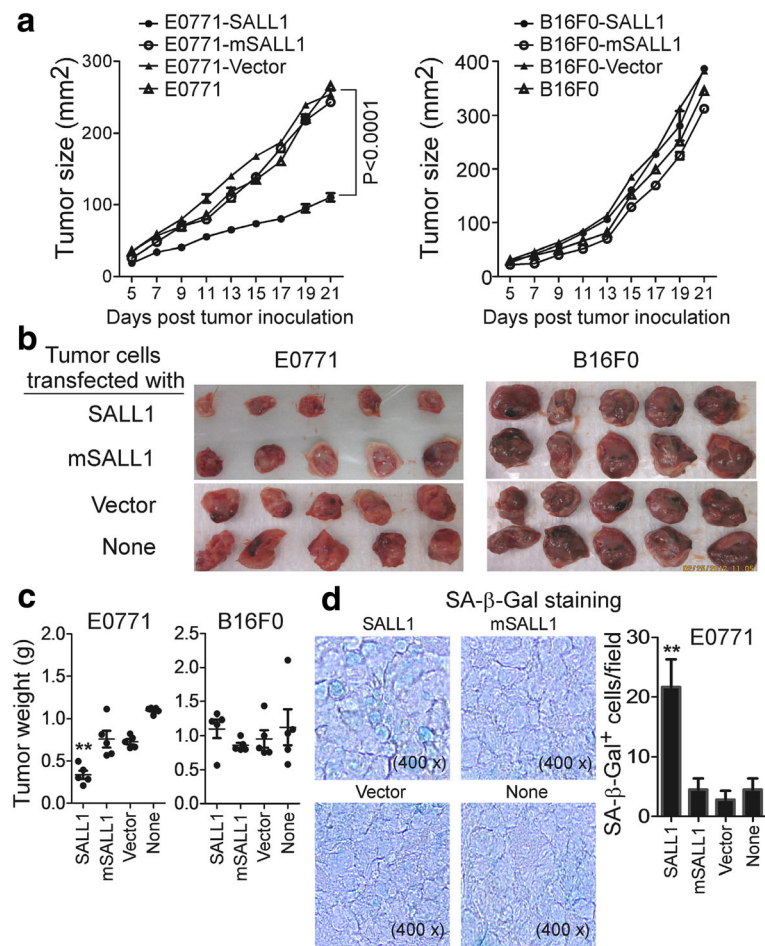 a
E0771-SALL1
E0771-mSALL1
E0771-Vector
E0771
Tumor size (mm2)
300
200
100
0
5 7 9 11 13 15 17 19 21
Days post tumor inoculation
P<0.0001
B16F0-SALL1
B16F0-mSALL1
B16F0-Vector
B16F0
Tumor size (mm2)
400
300
200
100
0
5 7 9 11 13 15 17 19 21
Days post tumor inoculation
b
Tumor cells
transfected with
E0771
B16F0
SALL1
mSALL1
Vector
None
c
E0771
B16F0
Tumor weight (g)
2.0
1.5
1.0
0.5
0.0
**
SALL1
mSALL1
Vector
None
2.5
2.0
1.5
1.0
0.5
0.0
SALL1
mSALL1
Vector
None
d
SA-β-Gal staining
SALL1
mSALL1
(400 x)
(400 x)
Vector
None
(400 x)
(400 x)
E0771
SA-β-Gal+ cells/field
30
20
10
0
**
SALL1
mSALL1
Vector
None